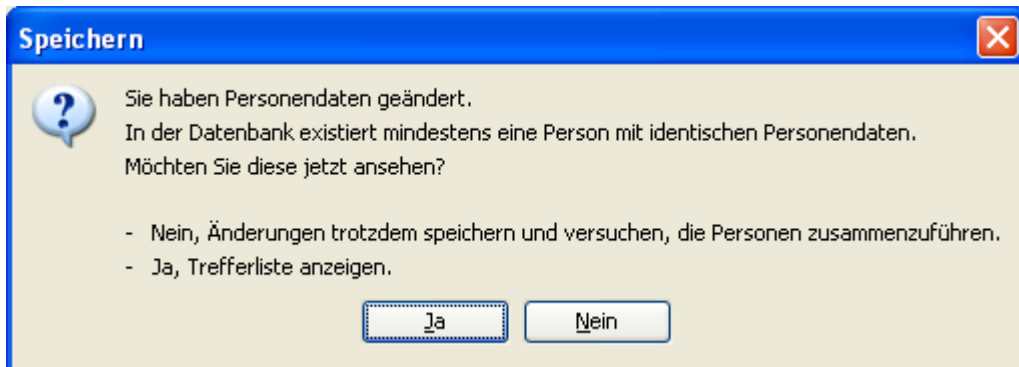 Speichern
Sie haben Personendaten geändert.
In der Datenbank existiert mindestens eine Person mit identischen Personendaten.
Möchten Sie diese jetzt ansehen?
- Nein, Änderungen trotzdem speichern und versuchen, die Personen zusammenzuführen.
- Ja, Trefferliste anzeigen.
Ja Nein